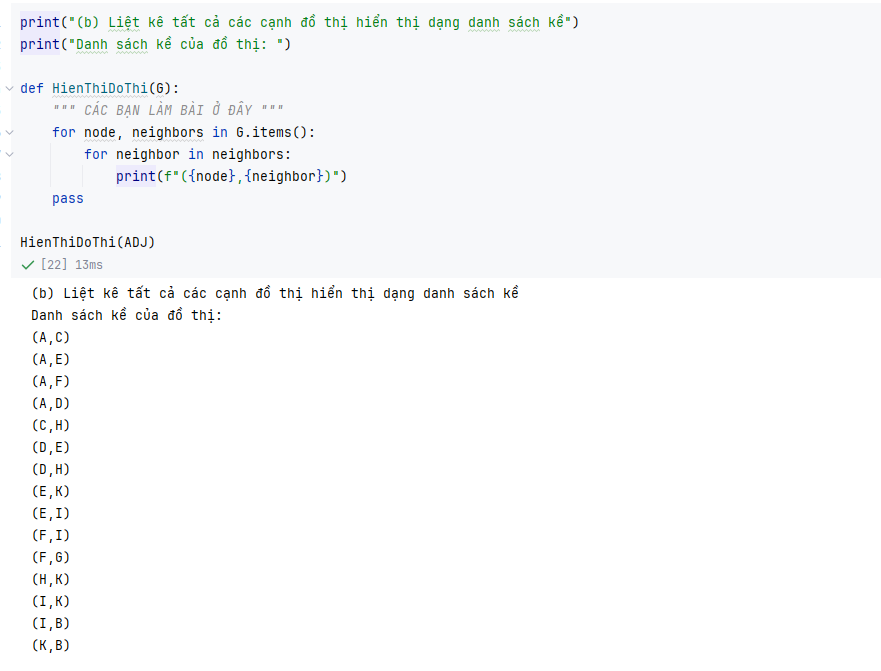 print("(b) Liệt kê tất cả các cạnh đồ thị hiển thị dạng danh sách kề")
print("Danh sách kề của đồ thị: ")
def HienThiDoThi(G):
""" CÁC BẠN LÀM BÀI Ở ĐÂY """
for node, neighbors in G.items():
for neighbor in neighbors:
print(f"({node},{neighbor})")
pass
HienThiDoThi(ADJ)
[22] 13ms
(b) Liệt kê tất cả các cạnh đồ thị hiển thị dạng danh sách kề
Danh sách kề của đồ thị:
(A,C)
(A,E)
(A,F)
(A,D)
(C,H)
(D,E)
(D,H)
(E,K)
(E,I)
(F,I)
(F,G)
(H,K)
(I,K)
(I,B)
(K,B)